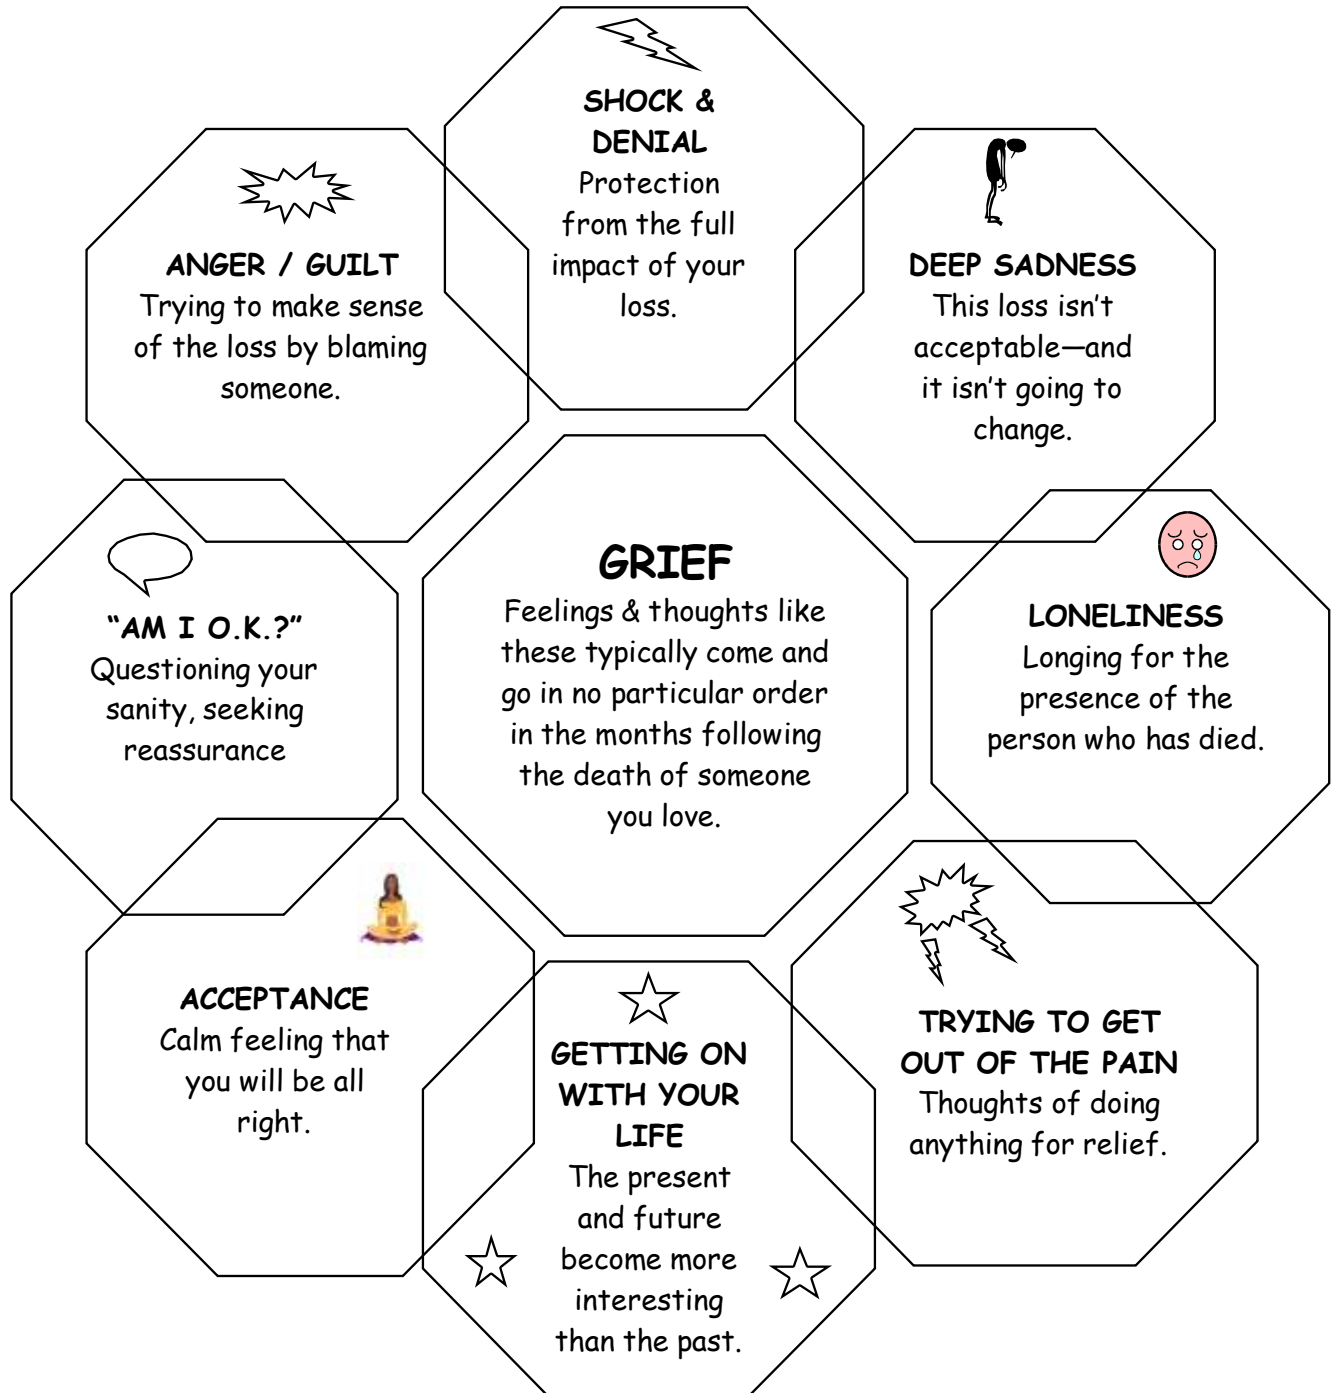 SHOCK &
DENIAL
Protection
from the full
impact of your
loss.
ANGER / GUILT
Trying to make sense
of the loss by blaming
someone.
DEEP SADNESS
This loss isn't
acceptable—and
it isn't going to
change.
"AM I O.K.?"
Questioning your
sanity, seeking
reassurance
GRIEF
Feelings & thoughts like
these typically come and
go in no particular order
in the months following
the death of someone
you love.
LONELINESS
Longing for the
presence of the
person who has died.
ACCEPTANCE
Calm feeling that
you will be all
right.
GETTING ON
WITH YOUR
LIFE
The present
and future
become more
interesting
than the past.
TRYING TO GET
OUT OF THE PAIN
Thoughts of doing
anything for relief.